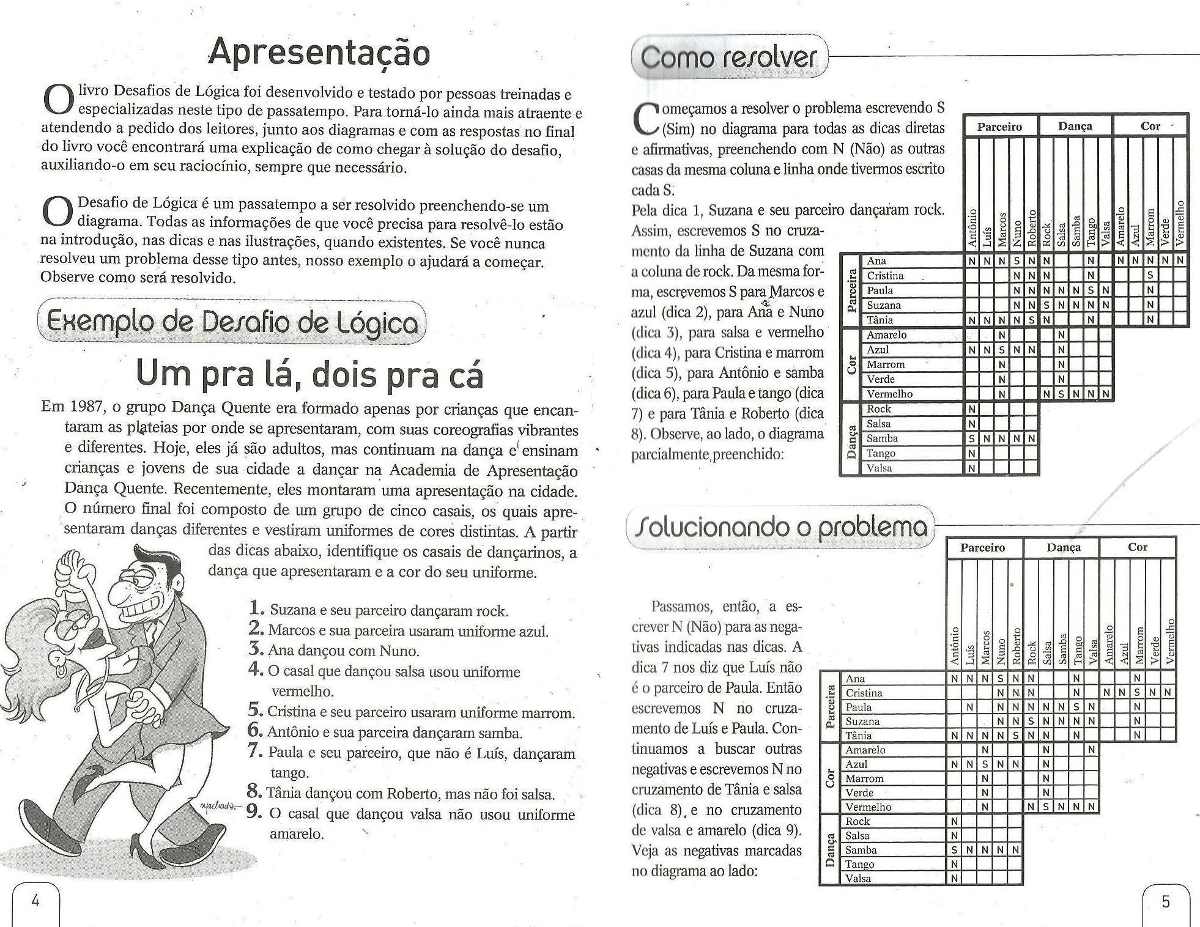 Apresentação
O livro Desafios de Lógica foi desenvolvido e testado por pessoas treinadas e
especializadas neste tipo de passatempo. Para torná-lo ainda mais atraente e
atendendo a pedido dos leitores, junto aos diagramas e com as respostas no final
do livro você encontrará uma explicação de como chegar à solução do desafio,
auxiliando-o em seu raciocínio, sempre que necessário.
O Desafio de Lógica é um passatempo a ser resolvido preenchendo-se um
diagrama. Todas as informações de que você precisa para resolvê-lo estão
na introdução, nas dicas e nas ilustrações, quando existentes. Se você nunca
resolveu um problema desse tipo antes, nosso exemplo o ajudará a começar.
Observe como será resolvido.
Exemplo de Desafio de Lógica
Um pra lá, dois pra cá
Em 1987, o grupo Dança Quente era formado apenas por crianças que encan-
taram as plateias por onde se apresentaram, com suas coreografias vibrantes
e diferentes. Hoje, eles já são adultos, mas continuam na dança e ensinam
crianças e jovens de sua cidade a dançar na Academia de Apresentação
Dança Quente. Recentemente, eles montaram uma apresentação na cidade.
O número final foi composto de um grupo de cinco casais, os quais apre-
sentaram danças diferentes e vestiram uniformes de cores distintas. A partir
das dicas abaixo, identifique os casais de dançarinos, a
dança que apresentaram e a cor do seu uniforme.
1. Suzana e seu parceiro dançaram rock.
2. Marcos e sua parceira usaram uniforme azul.
3. Ana dançou com Nuno.
4. O casal que dançou salsa usou uniforme
vermelho.
5. Cristina e seu parceiro usaram uniforme marrom.
6. Antônio e sua parceira dançaram samba.
7. Paula e seu parceiro, que não é Luís, dançaram
tango.
8. Tânia dançou com Roberto, mas não foi salsa.
9. O casal que dançou valsa não usou uniforme
amarelo.
4
Como resolver
Começamos a resolver o problema escrevendo S
(Sim) no diagrama para todas as dicas diretas
e afirmativas, preenchendo com N (Não) as outras
casas da mesma coluna e linha onde tivermos escrito
cada S.
Pela dica 1, Suzana e seu parceiro dançaram rock.
Assim, escrevemos S no cruza-
mento da linha de Suzana com
a coluna de rock. Da mesma for-
ma, escrevemos S para Marcos e
azul (dica 2), para Ana e Nuno
(dica 3), para salsa e vermelho
(dica 4), para Cristina e marrom
(dica 5), para Antônio e samba
(dica 6), para Paula e tango (dica
7) e para Tânia e Roberto (dica
8). Observe, ao lado, o diagrama
parcialmente preenchido:
Parceiro Dança Cor
Antônio Luís Marcos Nuno Roberto Rock Salsa Samba Tango Valsa Amarelo Azul Marrom Verde Vermelho
Parceira
Ana N N N S N N N N N N N N
Cristina N N N N S
Paula N N N N N S N N
Suzana N N S N N N N N
Tânia N N N N S N N N
Cor
Amarelo N N
Azul N N S N N N
Marrom N N
Verde N N
Vermelho N N S N N N
Dança
Rock N
Salsa N
Samba S N N N N
Tango N
Valsa N
Solucionando o problema
Passamos, então, a es-
crever N (Não) para as nega-
tivas indicadas nas dicas. A
dica 7 nos diz que Luís não
é o parceiro de Paula. Então
escrevemos N no cruza-
mento de Luís e Paula. Con-
tinuamos a buscar outras
negativas e escrevemos N no
cruzamento de Tânia e salsa
(dica 8), e no cruzamento
de valsa e amarelo (dica 9).
Veja as negativas marcadas
no diagrama ao lado:
Parceiro Dança Cor
Antônio Luís Marcos Nuno Roberto Rock Salsa Samba Tango Valsa Amarelo Azul Marrom Verde Vermelho
Parceira
Ana N N N S N N N N
Cristina N N N N N N S N N
Paula N N N N N N S N N
Suzana N N S N N N N N
Tânia N N N N S N N N N
Cor
Amarelo N N N
Azul N N S N N N
Marrom N N
Verde N N
Vermelho N N S N N N
Dança
Rock N
Salsa N
Samba S N N N N
Tango N
Valsa N
5